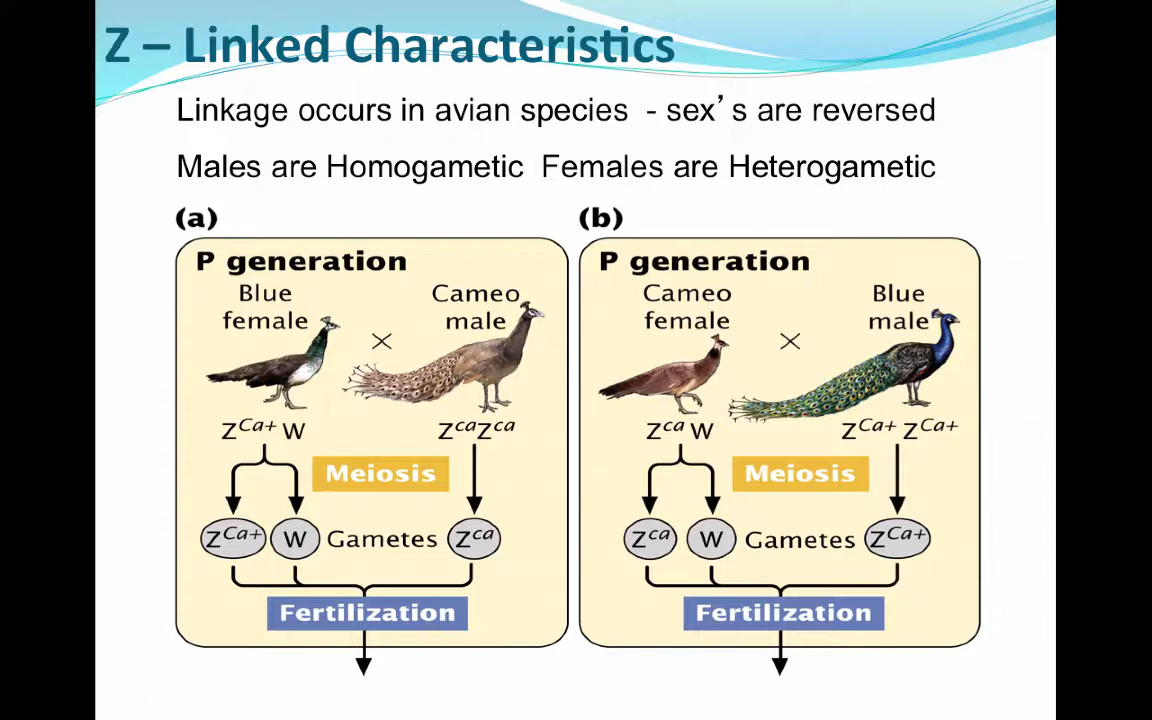 Z – Linked Characteristics
Linkage occurs in avian species - sex’s are reversed
Males are Homogametic Females are Heterogametic
(a)
P generation
Blue
female
×
Cameo
male
Z^Ca+ W
Z^ca Z^ca
Meiosis
Z^Ca+
W
Gametes
Z^ca
Fertilization
(b)
P generation
Cameo
female
×
Blue
male
Z^ca W
Z^Ca+ Z^Ca+
Meiosis
Z^ca
W
Gametes
Z^Ca+
Fertilization